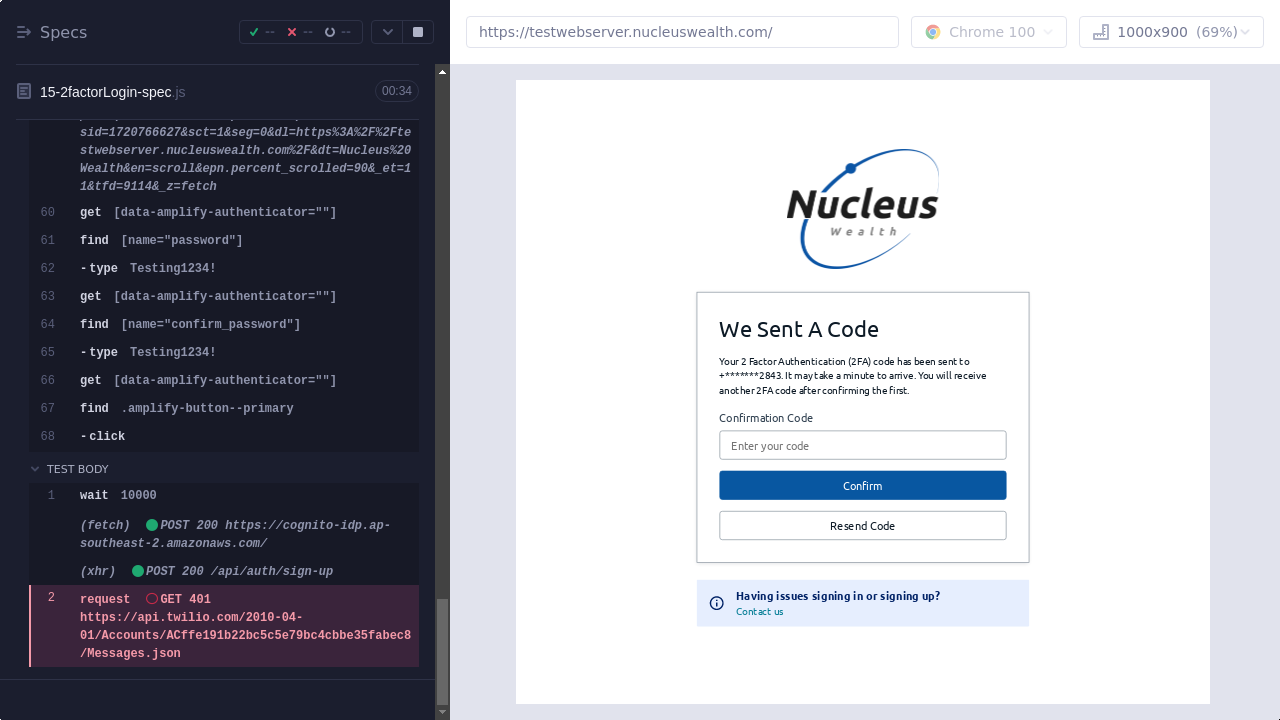 Specs
-- -- --
15-2factorLogin-spec.js
00:34
sid=1720766627&sct=1&seg=0&dl=https%3A%2F%2Fte
stwebserver.nucleuswealth.com%2F&dt=Nucleus%20
Wealth&en=scroll&epn.percent_scrolled=90&_et=1
1&tfd=9114&_z=fetch
60 get [data-amplify-authenticator=""]
61 find [name="password"]
62 -type Testing1234!
63 get [data-amplify-authenticator=""]
64 find [name="confirm_password"]
65 -type Testing1234!
66 get [data-amplify-authenticator=""]
67 find .amplify-button--primary
68 -click
TEST BODY
1 wait 10000
(fetch) POST 200 https://cognito-idp.ap-
southeast-2.amazonaws.com/
(xhr) POST 200 /api/auth/sign-up
2 request GET 401
https://api.twilio.com/2010-04-
01/Accounts/ACffe191b22bc5c5e79bc4cbbe35fabec8
/Messages.json
https://testwebserver.nucleuswealth.com/
Chrome 100
1000x900 (69%)
Nucleus
Wealth
We Sent A Code
Your 2 Factor Authentication (2FA) code has been sent to
+*******2843. It may take a minute to arrive. You will receive
another 2FA code after confirming the first.
Confirmation Code
Enter your code
Confirm
Resend Code
Having issues signing in or signing up?
Contact us